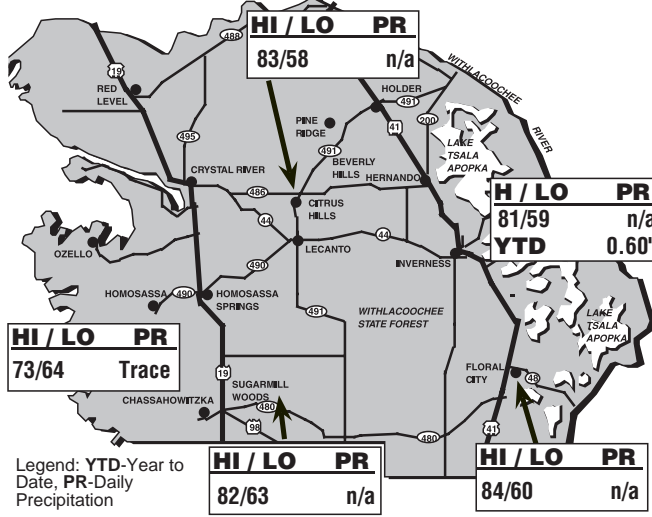 HI / LO PR
83/58 n/a
488
19
RED
LEVEL
HOLDER
491
WITHLACOOCHEE
RIVER
PINE
RIDGE
41
200
495
491
BEVERLY
HILLS
LAKE
TSALA
APOPKA
CRYSTAL RIVER
HERNANDO
486
CITRUS
HILLS
H / LO PR
81/59 n/a
YTD 0.60"
44
44
OZELLO
LECANTO
INVERNESS
490
HOMOSASSA
490
HOMOSASSA
SPRINGS
491
WITHLACOOCHEE
STATE FOREST
LAKE
TSALA
APOPKA
HI / LO PR
73/64 Trace
19
SUGARMILL
WOODS
FLORAL
CITY
48
CHASSAHOWITZKA
480
98
480
41
Legend: YTD-Year to
Date, PR-Daily
Precipitation
HI / LO PR
82/63 n/a
HI / LO PR
84/60 n/a